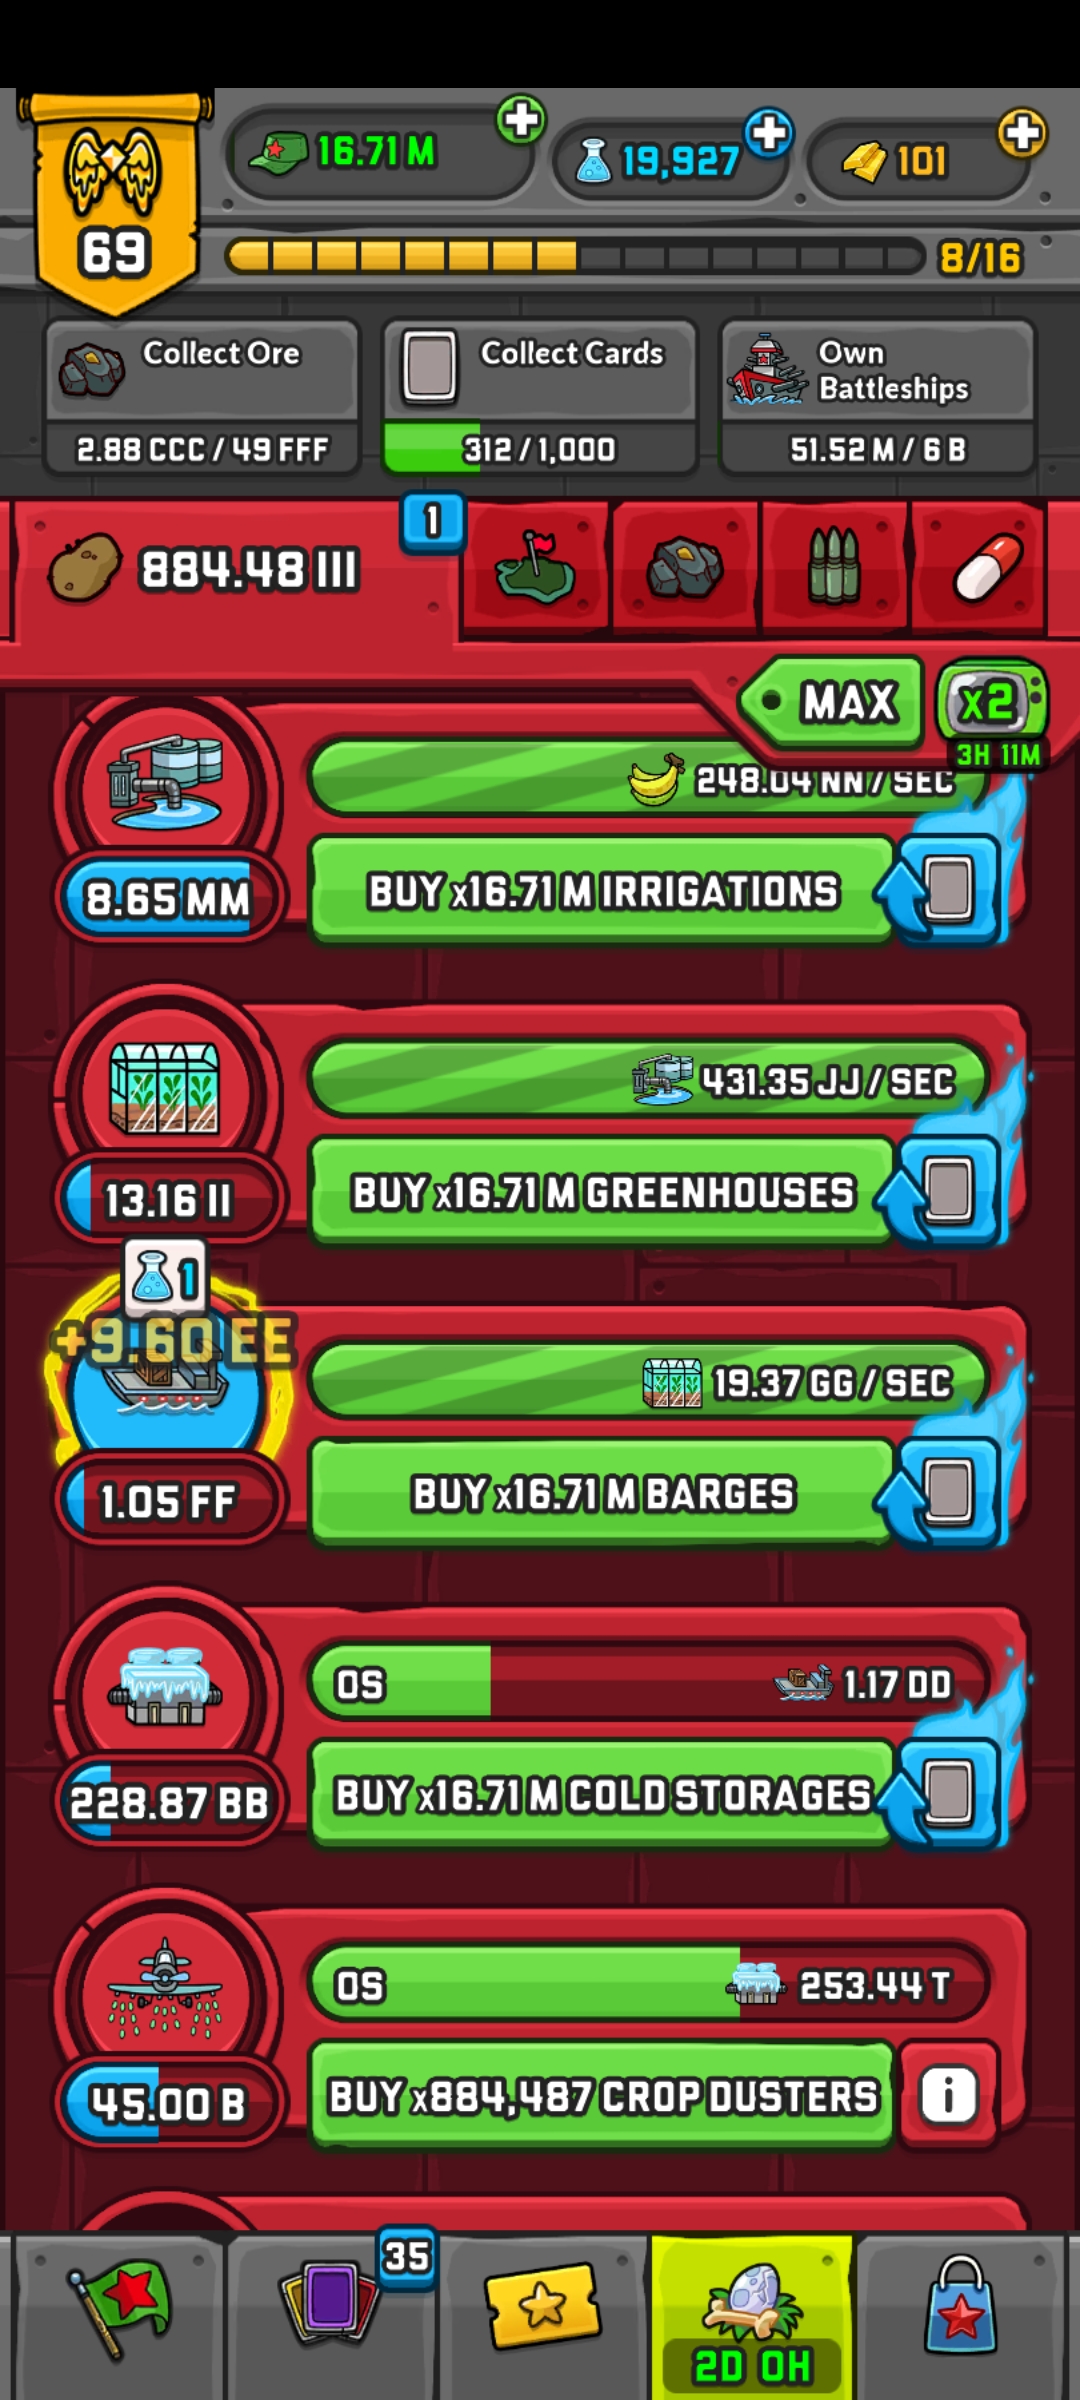 16.71 M
19,927
101
69
8/16
Collect Ore
2.88 CCC / 49 FFF
Collect Cards
312 / 1,000
Own
Battleships
51.52 M / 6 B
884.48 III
1
MAX
x2
3H 11M
248.04 NN / SEC
8.65 MM
BUY x16.71 M IRRIGATIONS
431.35 JJ / SEC
13.16 II
BUY x16.71 M GREENHOUSES
1
+9.60 EE
19.37 GG / SEC
1.05 FF
BUY x16.71 M BARGES
0S
1.17 DD
228.87 BB
BUY x16.71 M COLD STORAGES
0S
253.44 T
45.00 B
BUY x884,487 CROP DUSTERS
i
35
2D 0H